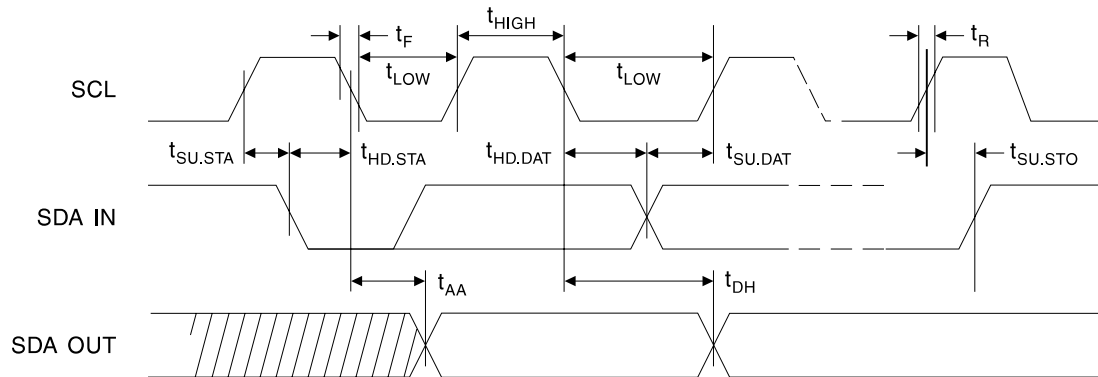 t_HIGH
t_F
t_R
t_LOW
t_LOW
SCL
t_SU.STA
t_HD.STA
t_HD.DAT
t_SU.DAT
t_SU.STO
SDA IN
t_AA
t_DH
SDA OUT